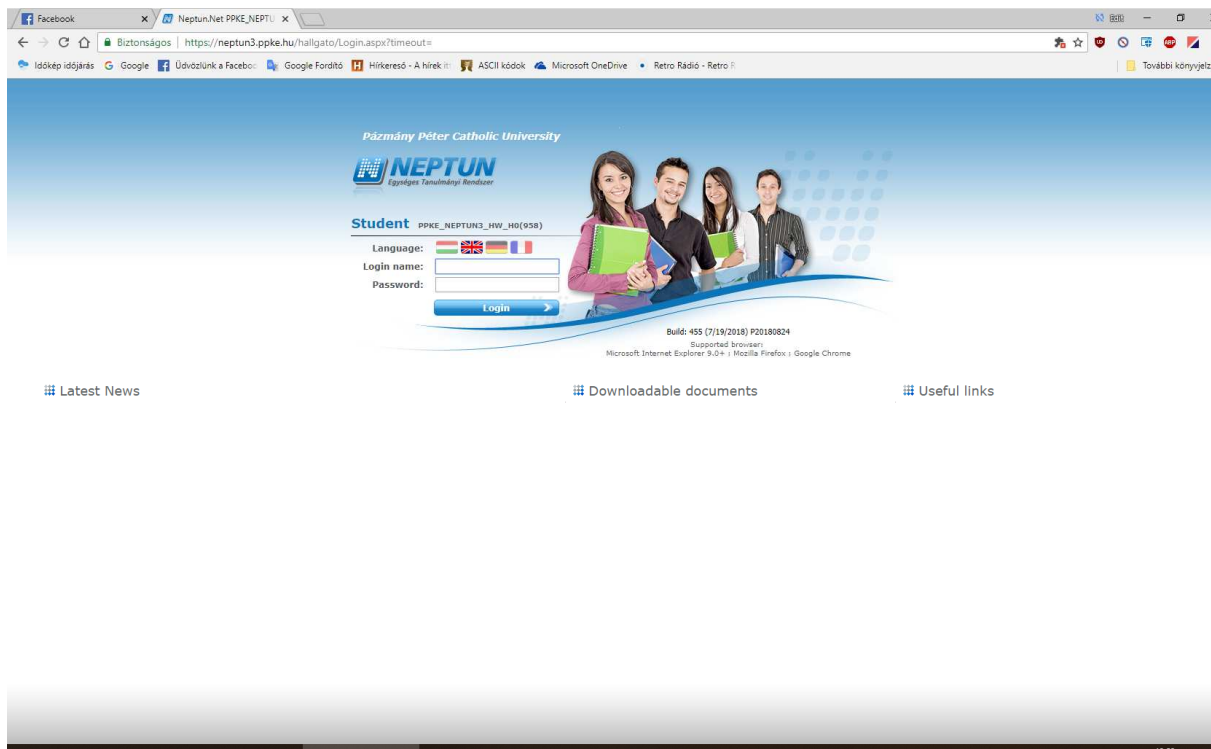 Facebook
Neptun.Net PPKE_NEPTU
Biztonságos | https://neptun3.ppke.hu/hallgato/Login.aspx?timeout=
Időkép időjárás Google Üdvözlünk a Faceboo Google Fordító Hírkereső - A hírek itt ASCII kódok Microsoft OneDrive Retro Rádió - Retro R További könyvjelz
Pázmány Péter Catholic University
NEPTUN
Egységes Tanulmányi Rendszer
Student PPKE_NEPTUN3_HW_H0(958)
Language:
Login name:
Password:
Login
Build: 455 (7/19/2018) P20180824
Supported browser:
Microsoft Internet Explorer 9.0+ ; Mozilla Firefox ; Google Chrome
Latest News
Downloadable documents
Useful links